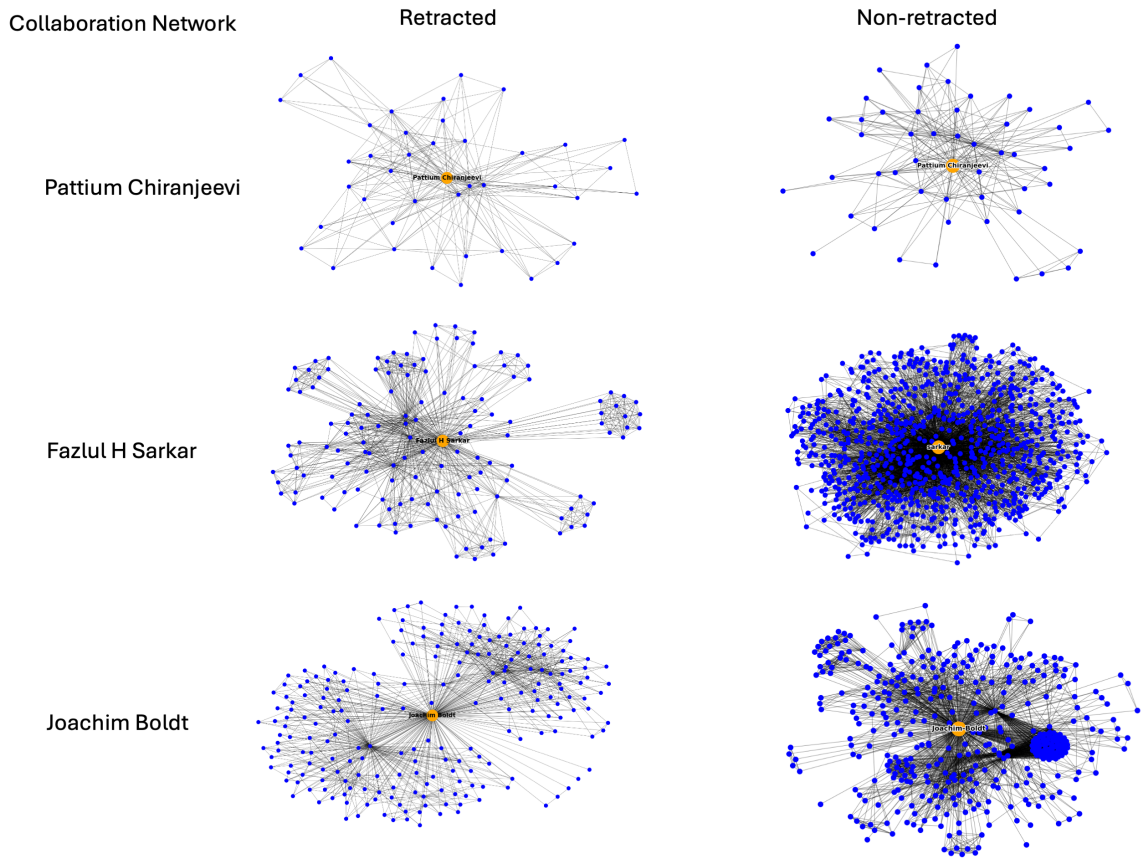 Collaboration Network
Retracted
Non-retracted
Pattium Chiranjeevi
Pattium Chiranjeevi
Pattium Chiranjeevi
Fazlul H Sarkar
Fazlul H Sarkar
sarkar
Joachim Boldt
Joachim Boldt
Joachim-Boldt